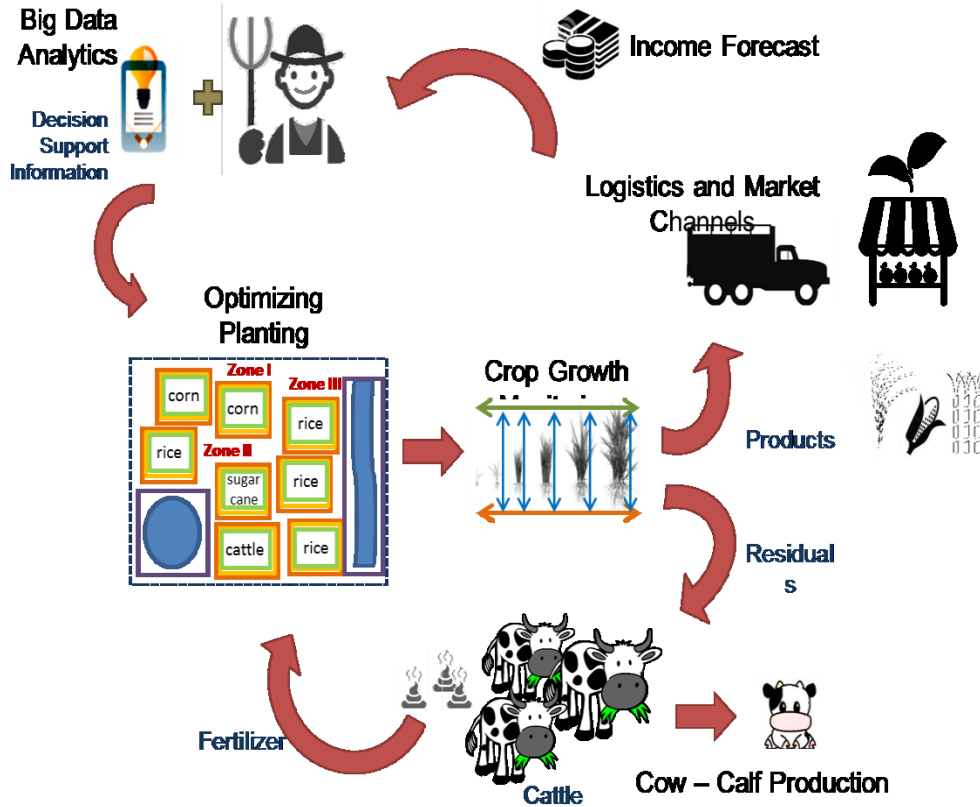 Big Data
Analytics
Decision
Support
Information
Income Forecast
Logistics and Market
Channels
Optimizing
Planting
Zone I
Zone III
corn
corn
rice
rice
Zone II
sugar
cane
rice
cattle
rice
Crop Growth
Products
Residual
s
Fertilizer
Cattle
Cow – Calf Production